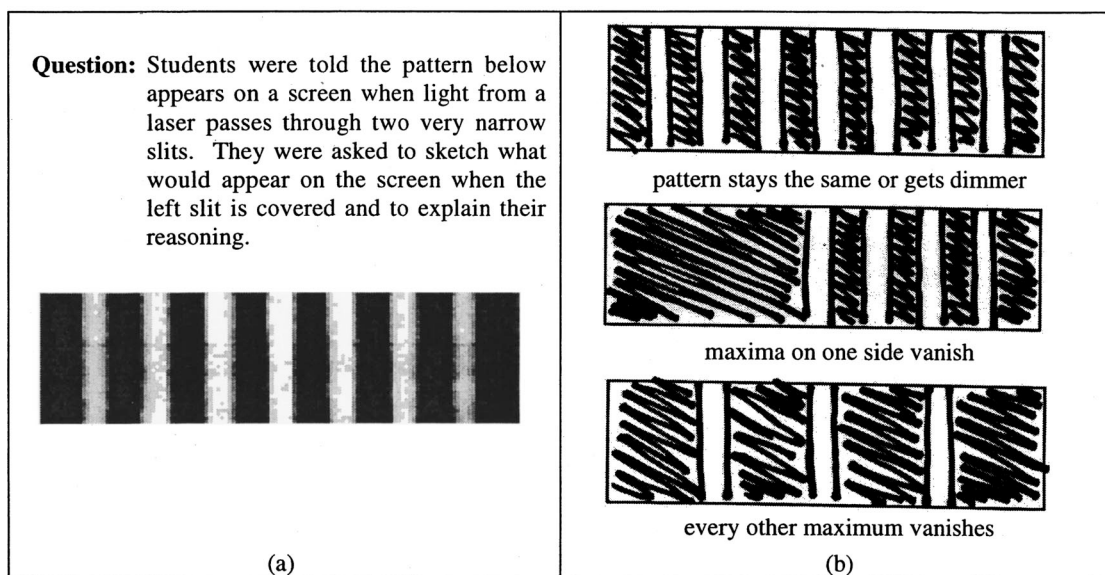 Question: Students were told the pattern below
appears on a screen when light from a
laser passes through two very narrow
slits. They were asked to sketch what
would appear on the screen when the
left slit is covered and to explain their
reasoning.
(a)
pattern stays the same or gets dimmer
maxima on one side vanish
every other maximum vanishes
(b)